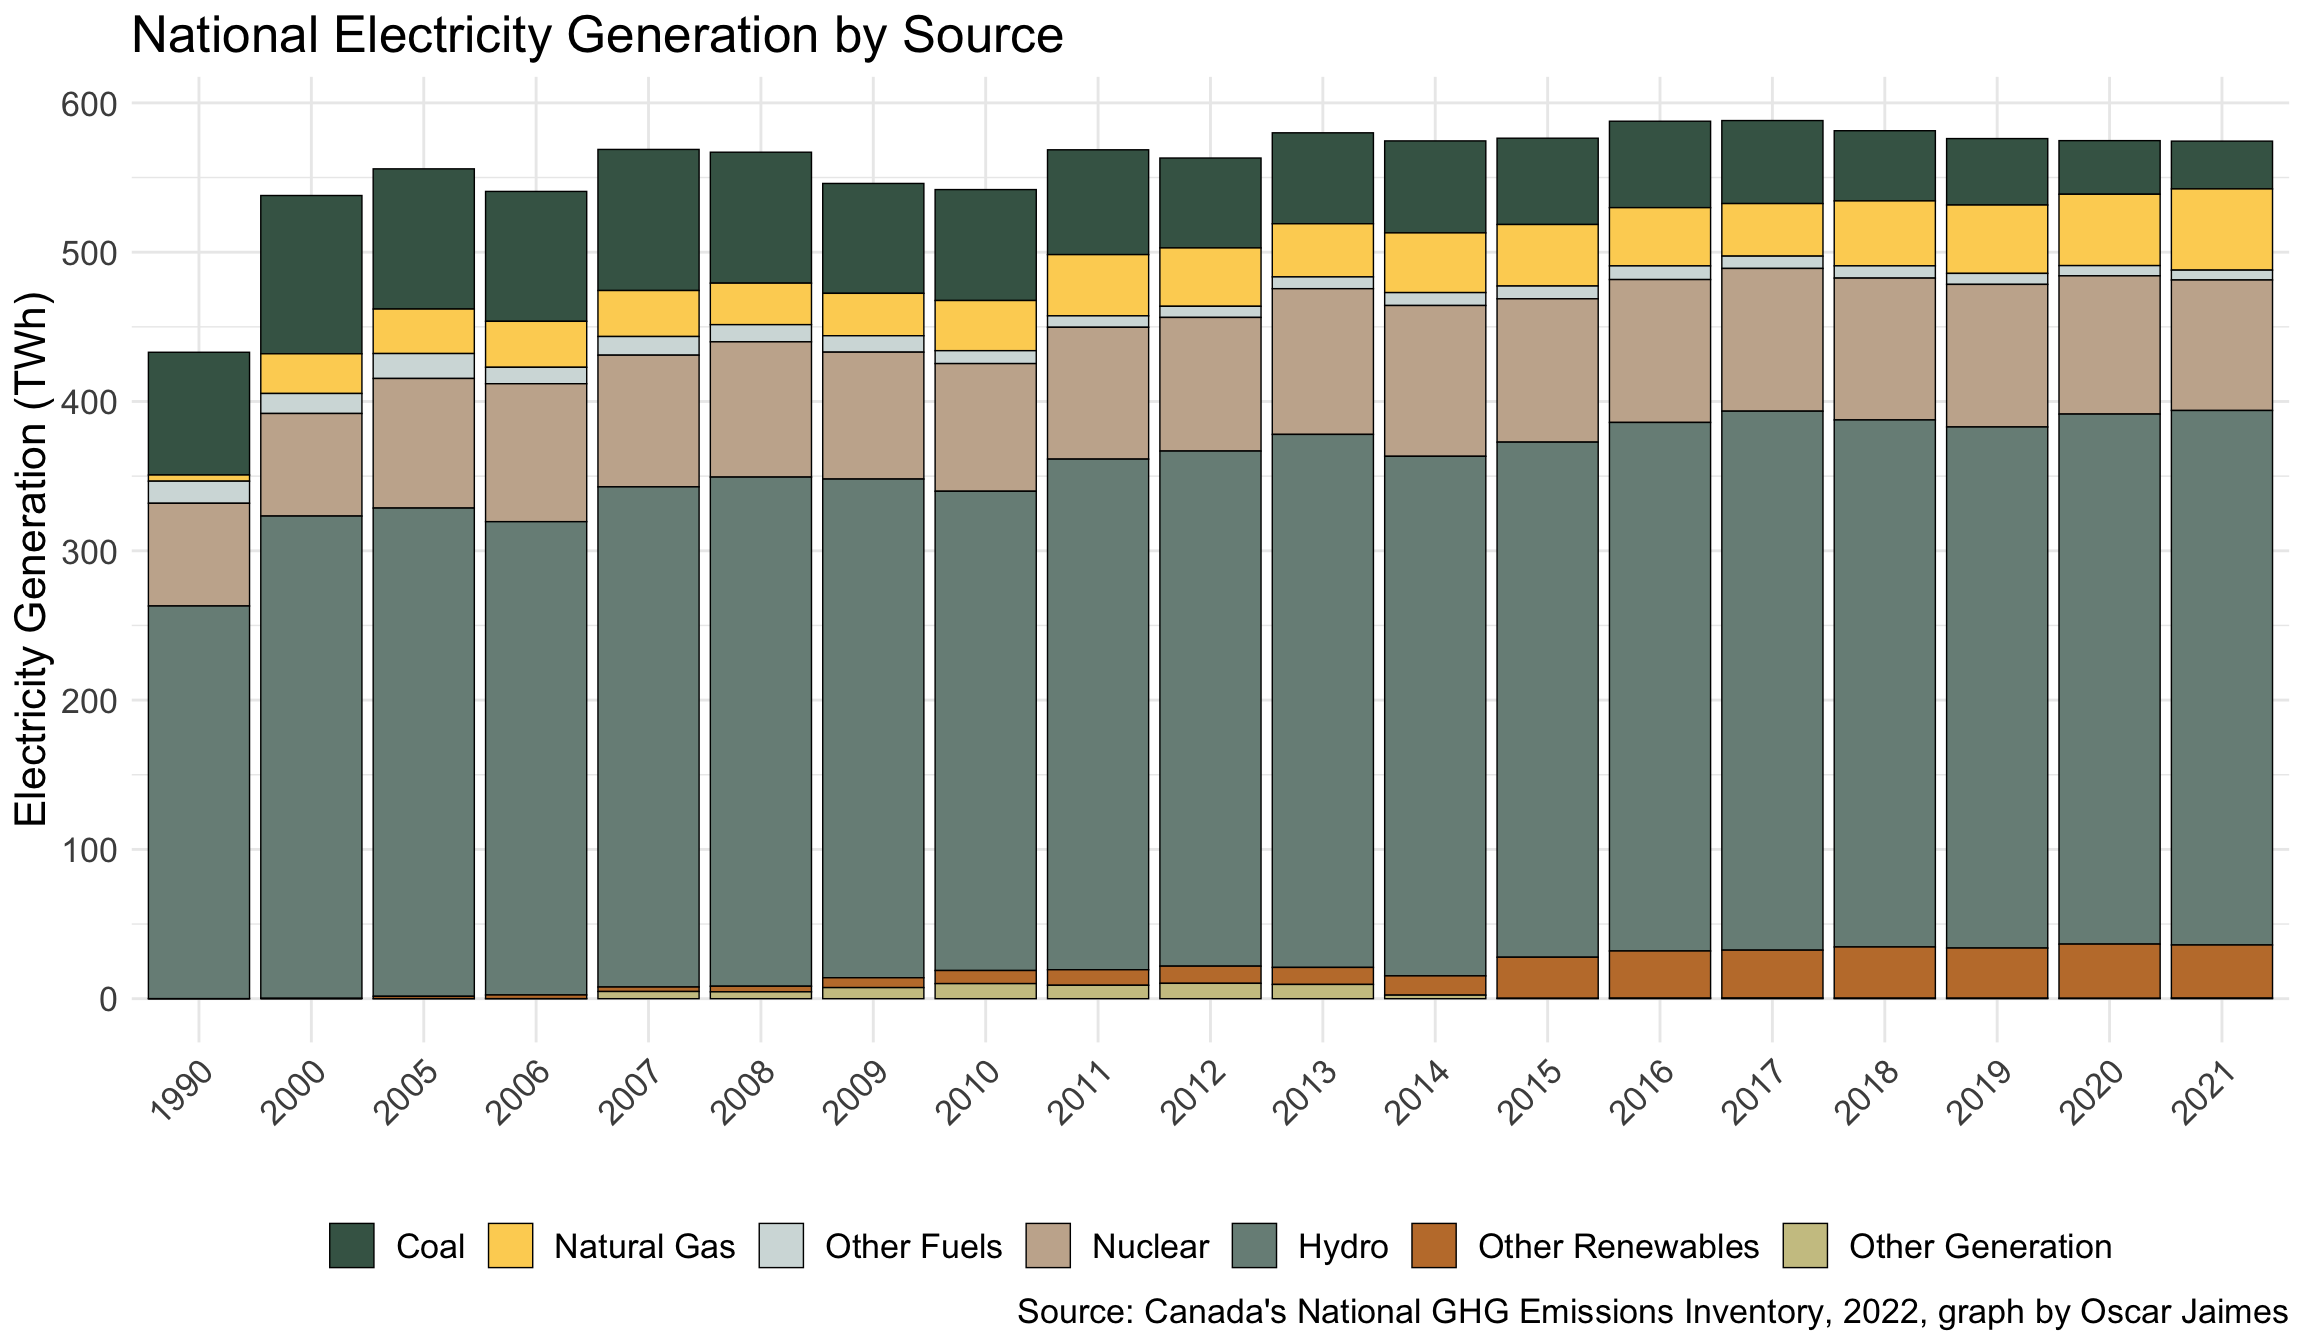 National Electricity Generation by Source
Electricity Generation (TWh)
600
500
400
300
200
100
0
1990 2000 2005 2006 2007 2008 2009 2010 2011 2012 2013 2014 2015 2016 2017 2018 2019 2020 2021
Coal Natural Gas Other Fuels Nuclear Hydro Other Renewables Other Generation
Source: Canada's National GHG Emissions Inventory, 2022, graph by Oscar Jaimes